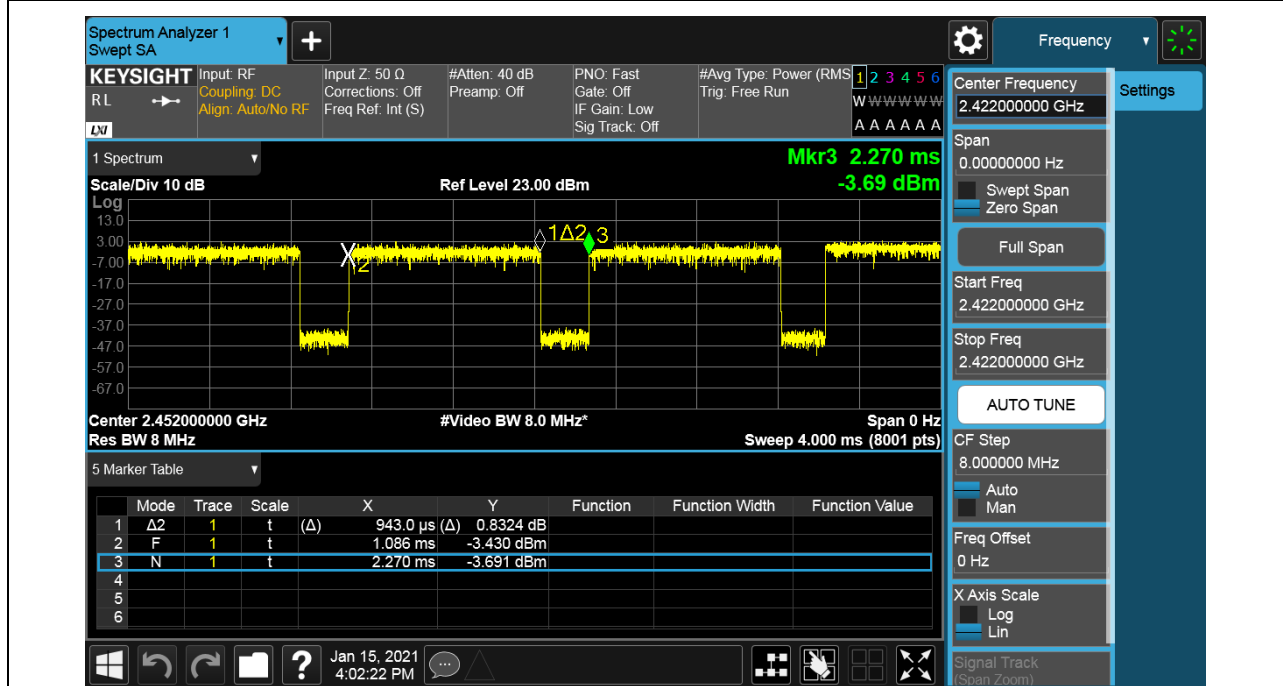 Spectrum Analyzer 1
Swept SA
+
Frequency
KEYSIGHT
RL
LXI
Input: RF
Coupling: DC
Align: Auto/No RF
Input Z: 50 Ω
Corrections: Off
Freq Ref: Int (S)
#Atten: 40 dB
Preamp: Off
PNO: Fast
Gate: Off
IF Gain: Low
Sig Track: Off
#Avg Type: Power (RMS
Trig: Free Run
1 2 3 4 5 6
W W W W W W
A A A A A A
1 Spectrum
Scale/Div 10 dB
Ref Level 23.00 dBm
Mkr3 2.270 ms
-3.69 dBm
Log
13.0
3.00
-7.00
-17.0
-27.0
-37.0
-47.0
-57.0
-67.0
X2
1Δ2
3
Center 2.452000000 GHz
#Video BW 8.0 MHz*
Span 0 Hz
Res BW 8 MHz
Sweep 4.000 ms (8001 pts)
5 Marker Table
Mode Trace Scale X Y Function Function Width Function Value
1 Δ2 1 t (Δ) 943.0 µs (Δ) 0.8324 dB
2 F 1 t 1.086 ms -3.430 dBm
3 N 1 t 2.270 ms -3.691 dBm
4
5
6
?
Jan 15, 2021
4:02:22 PM
Center Frequency
2.422000000 GHz
Settings
Span
0.00000000 Hz
Swept Span
Zero Span
Full Span
Start Freq
2.422000000 GHz
Stop Freq
2.422000000 GHz
AUTO TUNE
CF Step
8.000000 MHz
Auto
Man
Freq Offset
0 Hz
X Axis Scale
Log
Lin
Signal Track
(Span Zoom)